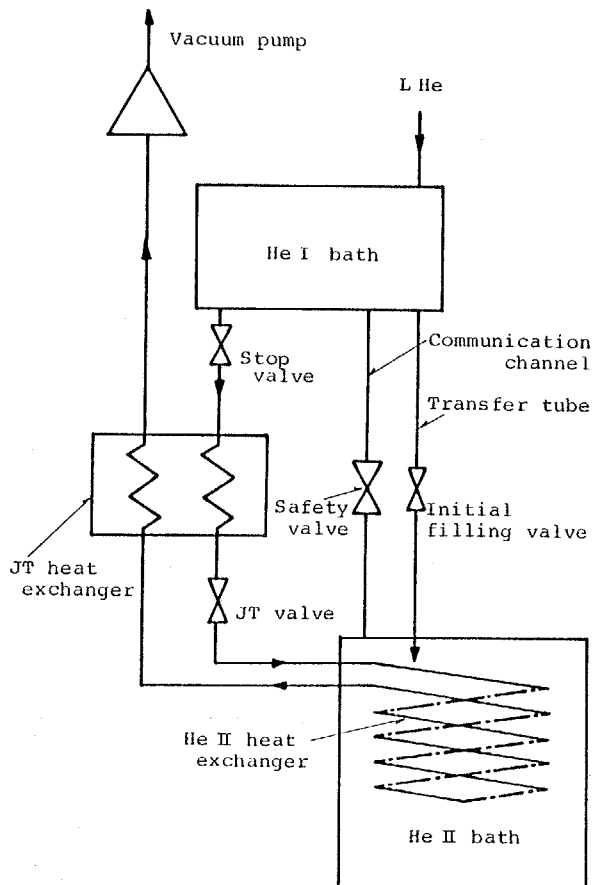 Vacuum pump
L He
He I bath
Stop
valve
Communication
channel
Transfer tube
Safety
valve
Initial
filling valve
JT heat
exchanger
JT valve
He II heat
exchanger
He II bath